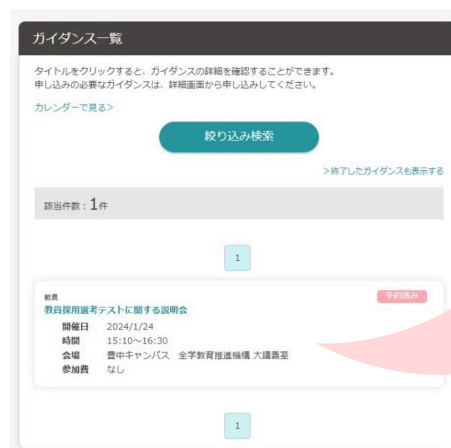 ガイダンス一覧
タイトルをクリックすると、ガイダンスの詳細を確認することができます。
申し込みの必要なガイダンスは、詳細画面から申し込みしてください。
カレンダーで見る>
絞り込み検索
>終了したガイダンスも表示する
該当件数:1件
1
教員
予約済み
教員採用選考テストに関する説明会
開催日 2024/1/24
時間 15:10~16:30
会場 豊中キャンパス 全学教育推進機構 大講義室
参加費 なし
1